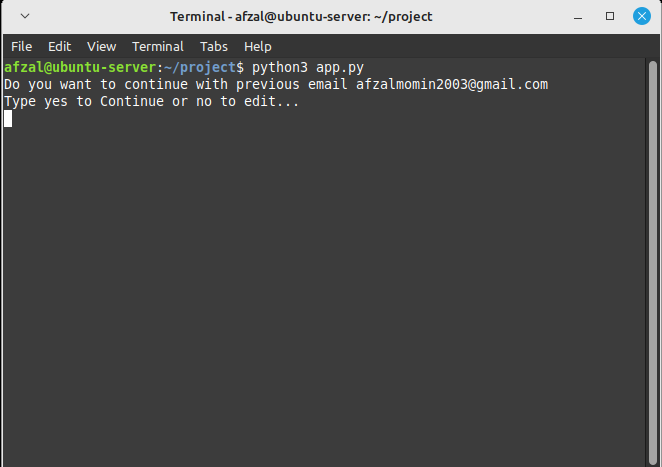 Terminal - afzal@ubuntu-server: ~/project
File Edit View Terminal Tabs Help
afzal@ubuntu-server:~/project$ python3 app.py
Do you want to continue with previous email afzalmomin2003@gmail.com
Type yes to Continue or no to edit...